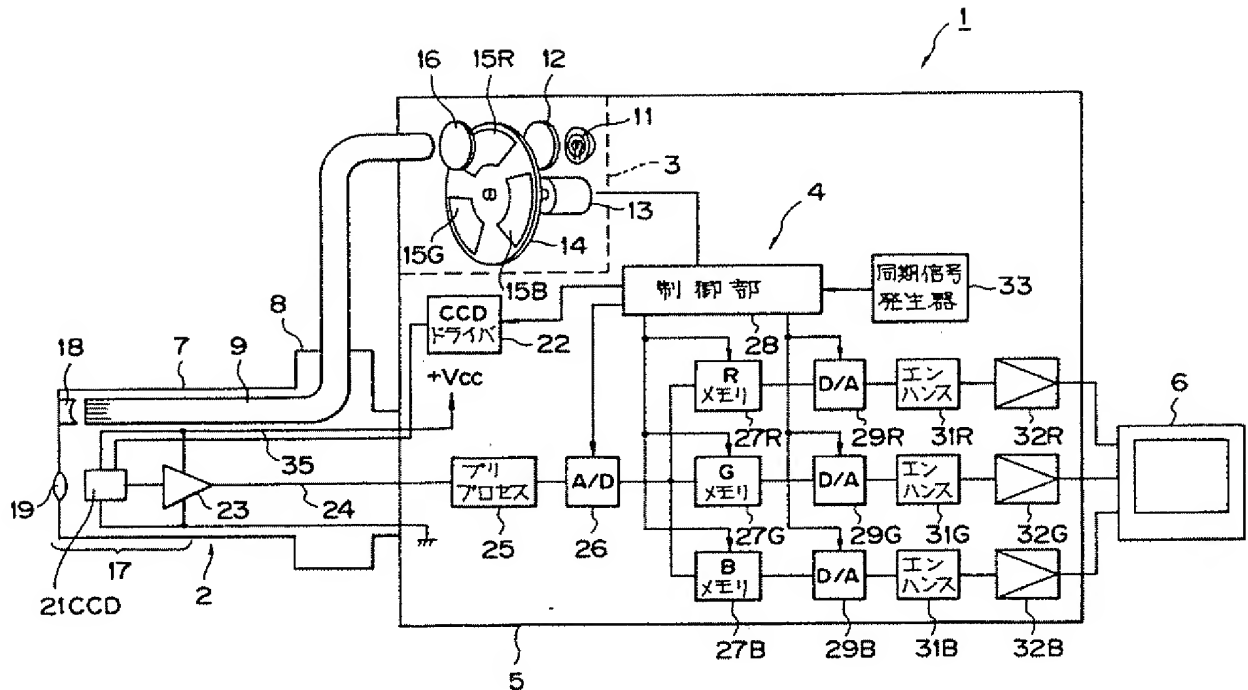 1
16
15R
12
11
3
13
15G
14
15B
4
制御部
28
同期信号
発生器
33
8
CCD
ドライバ
22
+Vcc
18
7
9
35
19
23
24
21CCD
17
2
プリ
プロセス
25
A/D
26
R
メモリ
27R
D/A
29R
エン
ハンス
31R
32R
6
G
メモリ
27G
D/A
29G
エン
ハンス
31G
32G
B
メモリ
27B
D/A
29B
エン
ハンス
31B
32B
5